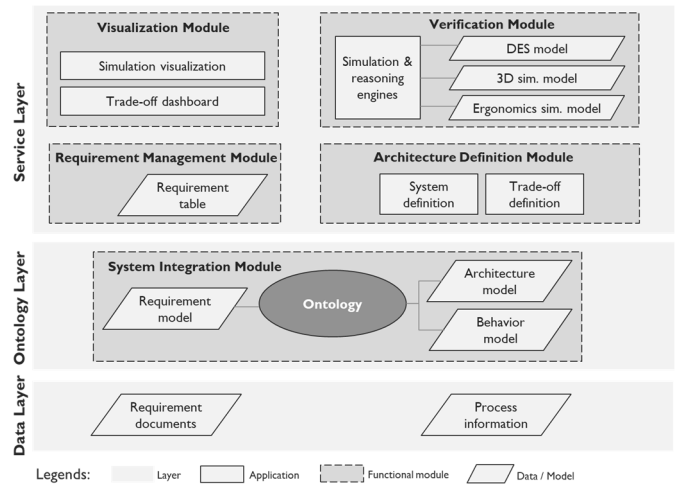 Service Layer
Visualization Module
Simulation visualization
Trade-off dashboard
Verification Module
Simulation &
reasoning
engines
DES model
3D sim. model
Ergonomics sim. model
Requirement Management Module
Requirement
table
Architecture Definition Module
System
definition
Trade-off
definition
Ontology Layer
System Integration Module
Requirement
model
Ontology
Architecture
model
Behavior
model
Data Layer
Requirement
documents
Process
information
Legends:
Layer
Application
Functional module
Data / Model